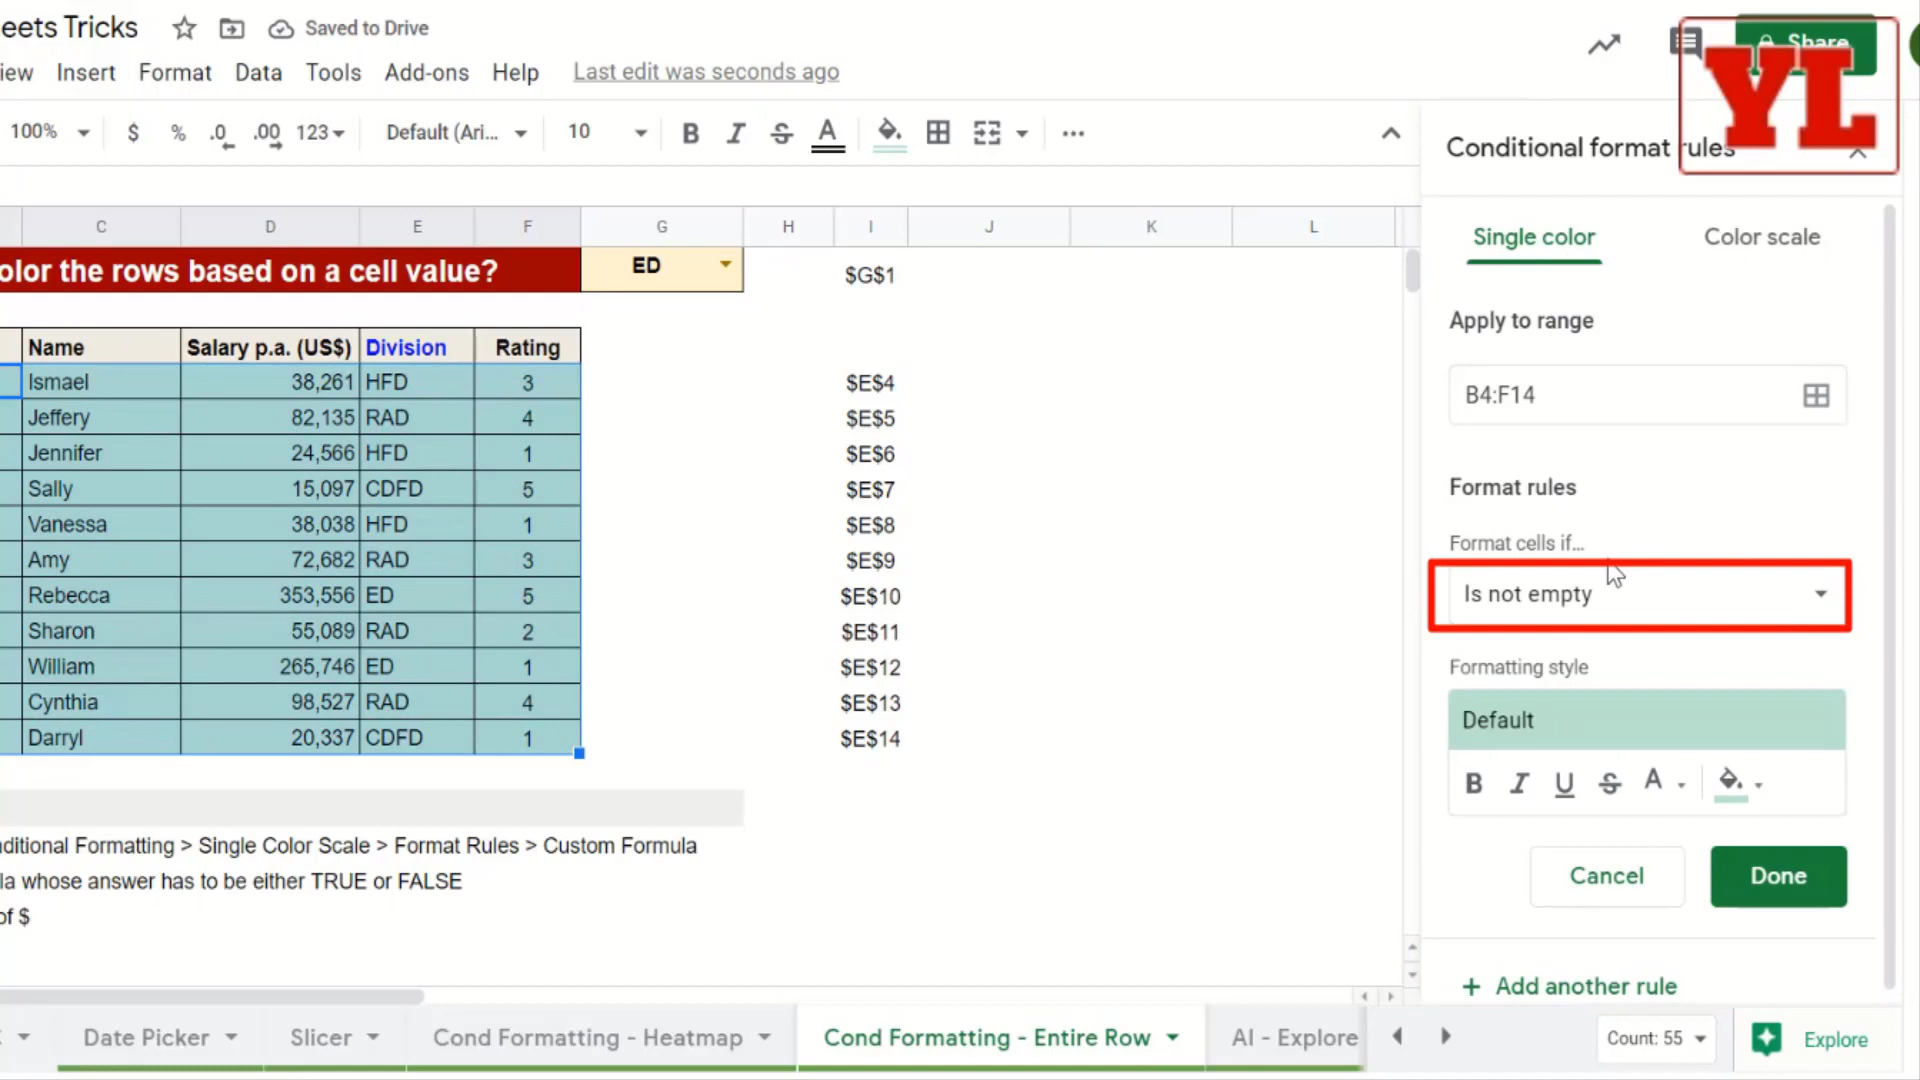 eets Tricks
Saved to Drive
Share
YL
iew Insert Format Data Tools Add-ons Help Last edit was seconds ago
100% $ % .0 .00 123 Default (Ari... 10 B I S A ...
Conditional format rules
C D E F G H I J K L
olor the rows based on a cell value? ED $G$1
Name Salary p.a. (US$) Division Rating
Ismael 38,261 HFD 3 $E$4
Jeffery 82,135 RAD 4 $E$5
Jennifer 24,566 HFD 1 $E$6
Sally 15,097 CDFD 5 $E$7
Vanessa 38,038 HFD 1 $E$8
Amy 72,682 RAD 3 $E$9
Rebecca 353,556 ED 5 $E$10
Sharon 55,089 RAD 2 $E$11
William 265,746 ED 1 $E$12
Cynthia 98,527 RAD 4 $E$13
Darryl 20,337 CDFD 1 $E$14
nditional Formatting > Single Color Scale > Format Rules > Custom Formula
la whose answer has to be either TRUE or FALSE
of $
Single color Color scale
Apply to range
B4:F14
Format rules
Format cells if...
Is not empty
Formatting style
Default
B I U S A
Cancel Done
+ Add another rule
Date Picker Slicer Cond Formatting - Heatmap Cond Formatting - Entire Row AI - Explore Count: 55 Explore